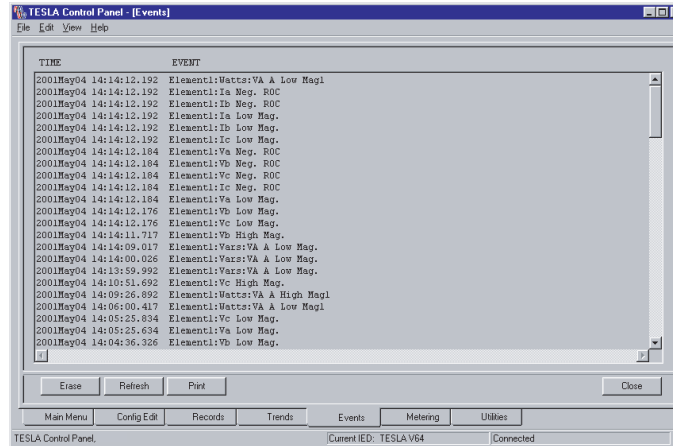 TESLA Control Panel - [Events]
File Edit View Help
TIME EVENT
2001May04 14:14:12.192 Element1:Watts:VA A Low Mag1
2001May04 14:14:12.192 Element1:Ia Neg. ROC
2001May04 14:14:12.192 Element1:Ib Neg. ROC
2001May04 14:14:12.192 Element1:Ia Low Mag.
2001May04 14:14:12.192 Element1:Ib Low Mag.
2001May04 14:14:12.192 Element1:Ic Low Mag.
2001May04 14:14:12.184 Element1:Va Neg. ROC
2001May04 14:14:12.184 Element1:Vb Neg. ROC
2001May04 14:14:12.184 Element1:Vc Neg. ROC
2001May04 14:14:12.184 Element1:Ic Neg. ROC
2001May04 14:14:12.184 Element1:Va Low Mag.
2001May04 14:14:12.176 Element1:Vb Low Mag.
2001May04 14:14:12.176 Element1:Vc Low Mag.
2001May04 14:14:11.717 Element1:Vb High Mag.
2001May04 14:14:09.017 Element1:Vars:VA A Low Mag.
2001May04 14:14:00.026 Element1:Vars:VA A Low Mag.
2001May04 14:13:59.992 Element1:Vars:VA A Low Mag.
2001May04 14:10:51.692 Element1:Vc High Mag.
2001May04 14:09:26.892 Element1:Watts:VA A High Mag1
2001May04 14:06:00.417 Element1:Watts:VA A Low Mag1
2001May04 14:05:25.834 Element1:Vc Low Mag.
2001May04 14:05:25.634 Element1:Va Low Mag.
2001May04 14:04:36.326 Element1:Vb Low Mag.
Erase Refresh Print Close
Main Menu Config Edit Records Trends Events Metering Utilities
TESLA Control Panel, Current IED: TESLA V64 Connected